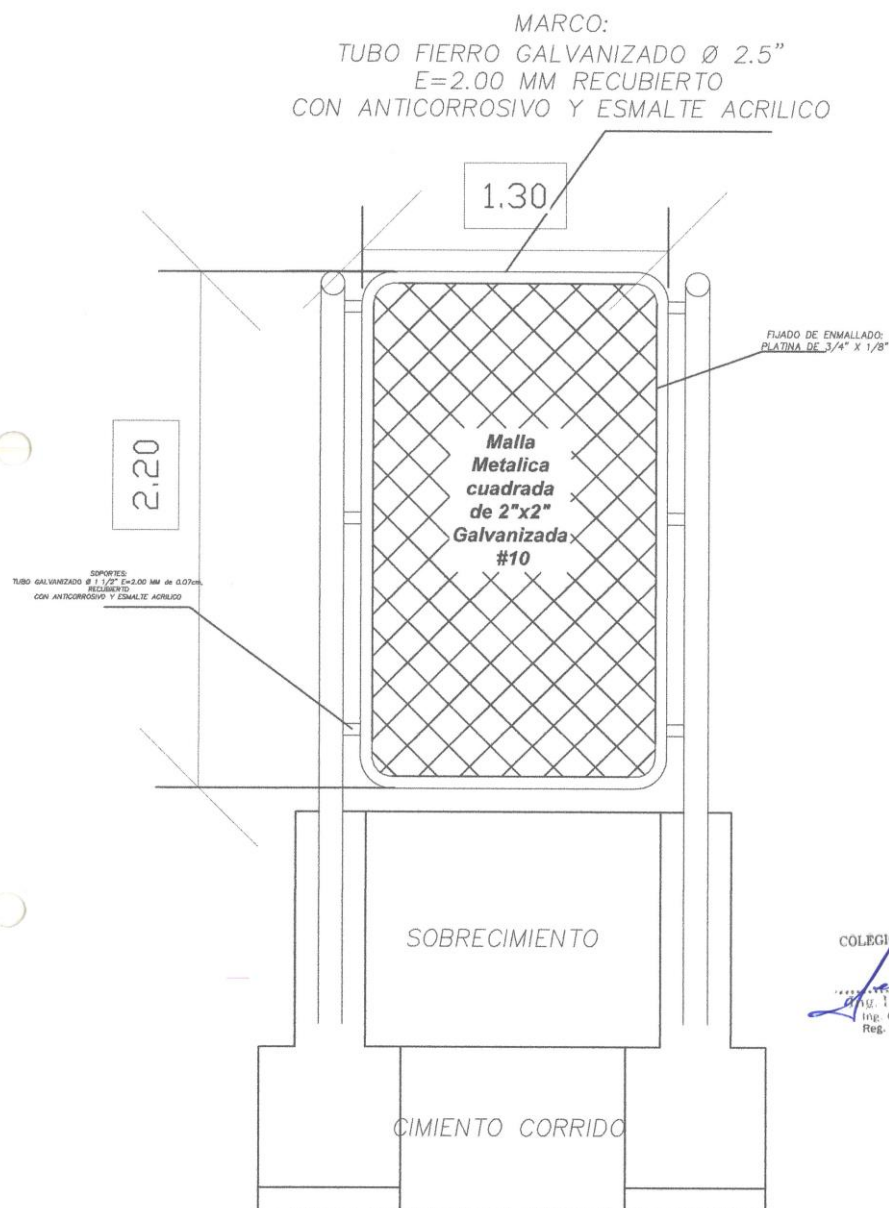 MARCO:
TUBO FIERRO GALVANIZADO Ø 2.5"
E=2.00 MM RECUBIERTO
CON ANTICORROSIVO Y ESMALTE ACRILICO
1.30
FIJADO DE ENMALLADO:
PLATINA DE 3/4" X 1/8"
2.20
Malla
Metalica
cuadrada
de 2"x2"
Galvanizada
#10
SOPORTES:
TUBO GALVANIZADO Ø 1 1/2" E=2.00 MM de 0.07cm.
RECUBIERTO
CON ANTICORROSIVO Y ESMALTE ACRILICO
SOBRECIMIENTO
COLEGI
Ing.
Ing.
Reg.
CIMIENTO CORRIDO